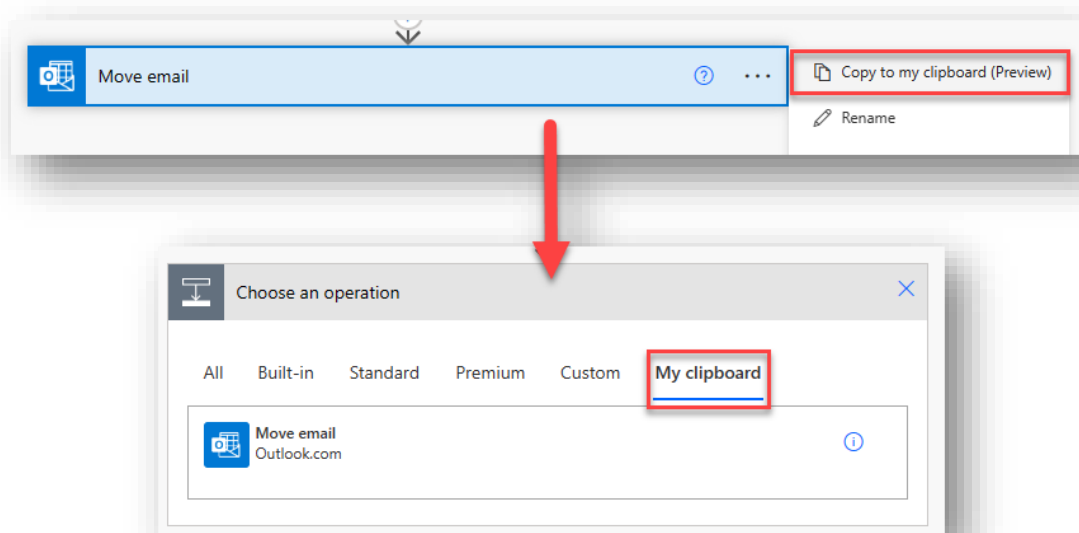 Move email
Copy to my clipboard (Preview)
Rename
Choose an operation
All Built-in Standard Premium Custom My clipboard
Move email
Outlook.com